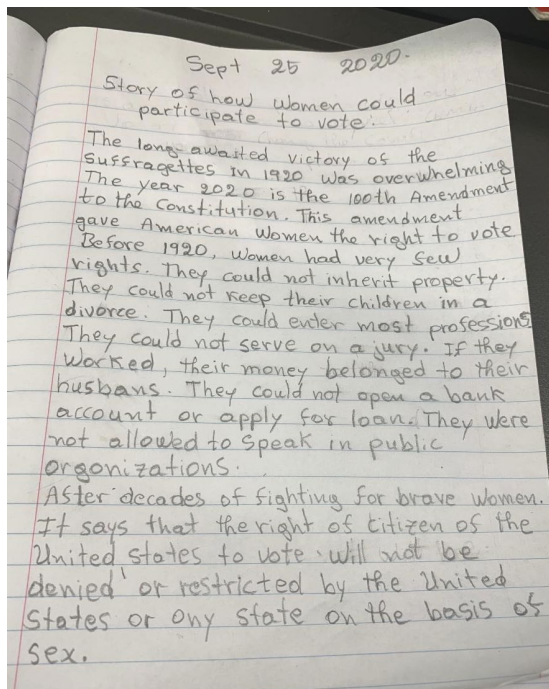 Sept 25 2020.
Story of how women could
participate to vote.
The long-awaited victory of the
suffragettes in 1920 was overwhelming
The year 2020 is the 100th Amendment
to the Constitution. This amendment
gave American women the right to vote
Before 1920, women had very few
rights. They could not inherit property.
They could not keep their children in a
divorce. They could enter most professions
They could not serve on a jury. If they
worked, their money belonged to their
husbans. They could not open a bank
account or apply for loan. They were
not allowed to speak in public
orgonizations.
After decades of fighting for brave women.
It says that the right of citizen of the
United states to vote will not be
denied or restricted by the United
States or ony state on the basis of
sex.